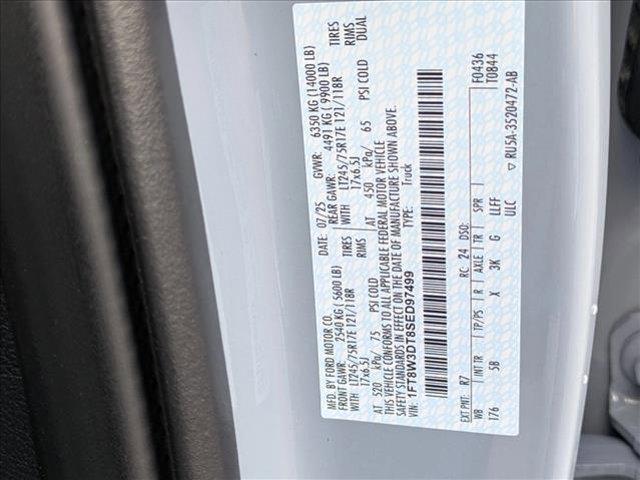 MFD. BY FORD MOTOR CO.
DATE: 07/25 GVWR: 6350 KG (14000 LB)
FRONT GAWR: 2540 KG (5600 LB) REAR GAWR: 4491 KG (9900 LB)
WITH LT245/75R17E 121/118R TIRES WITH LT245/75R17E 121/118R TIRES
17x6.5J RIMS 17x6.5J RIMS
AT 520 kPa/ 75 PSI COLD AT 450 kPa/ 65 PSI COLD DUAL
THIS VEHICLE CONFORMS TO ALL APPLICABLE FEDERAL MOTOR VEHICLE
SAFETY STANDARDS IN EFFECT ON THE DATE OF MANUFACTURE SHOWN ABOVE.
VIN: 1FT8W3DT8SED97499
TYPE: Truck
F0436
T0844
EXT PNT: R7 RC: 24 DSO:
WB INT TR TP/PS R AXLE TR SPR
176 5B X 3K G LLFF
ULC
▽ RU5A-3520472-AB